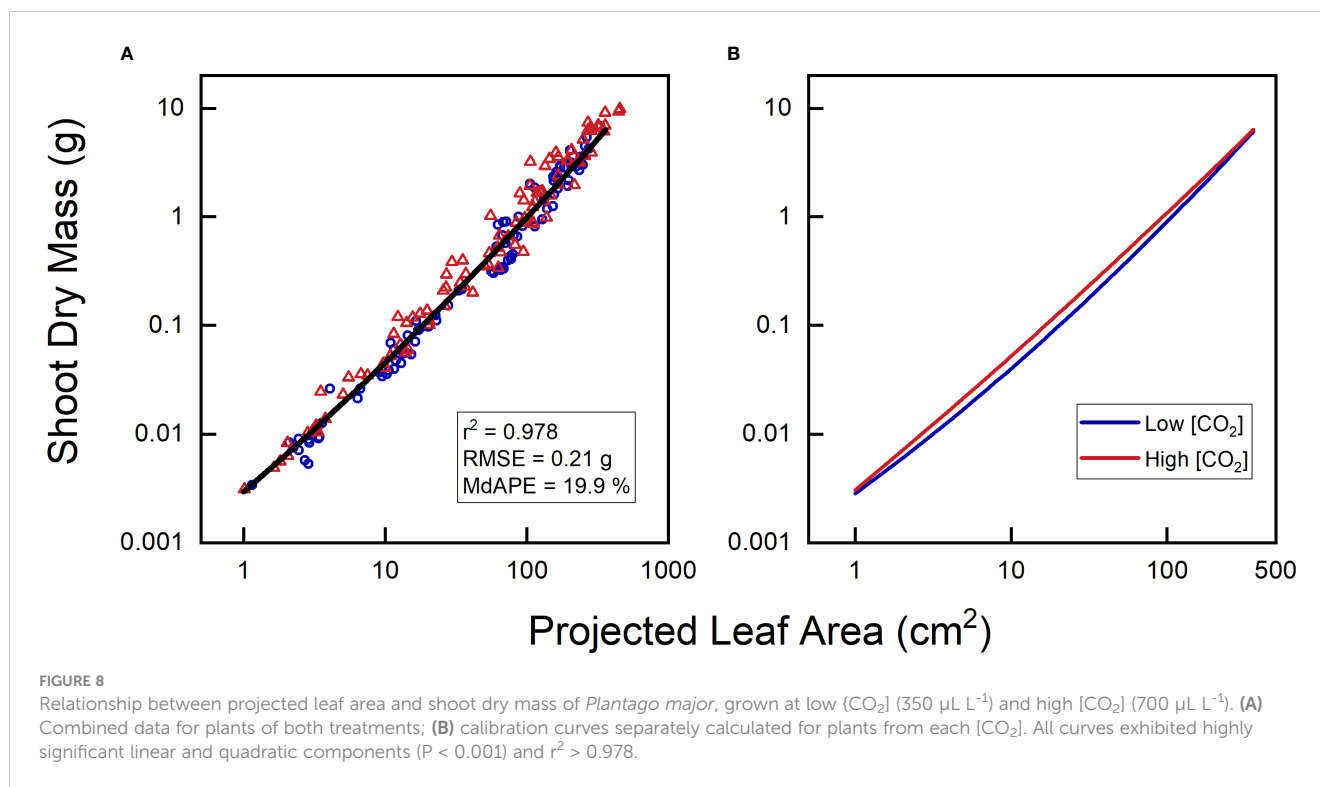 A
B
Shoot Dry Mass (g)
10
1
0.1
0.01
0.001
r² = 0.978
RMSE = 0.21 g
MdAPE = 19.9 %
1
10
100
1000
10
1
0.1
0.01
0.001
Low [CO₂]
High [CO₂]
1
10
100
500
Projected Leaf Area (cm²)
FIGURE 8
Relationship between projected leaf area and shoot dry mass of Plantago major, grown at low {CO₂] (350 µL L⁻¹) and high [CO₂] (700 µL L⁻¹). (A)
Combined data for plants of both treatments; (B) calibration curves separately calculated for plants from each [CO₂]. All curves exhibited highly
significant linear and quadratic components (P < 0.001) and r² > 0.978.